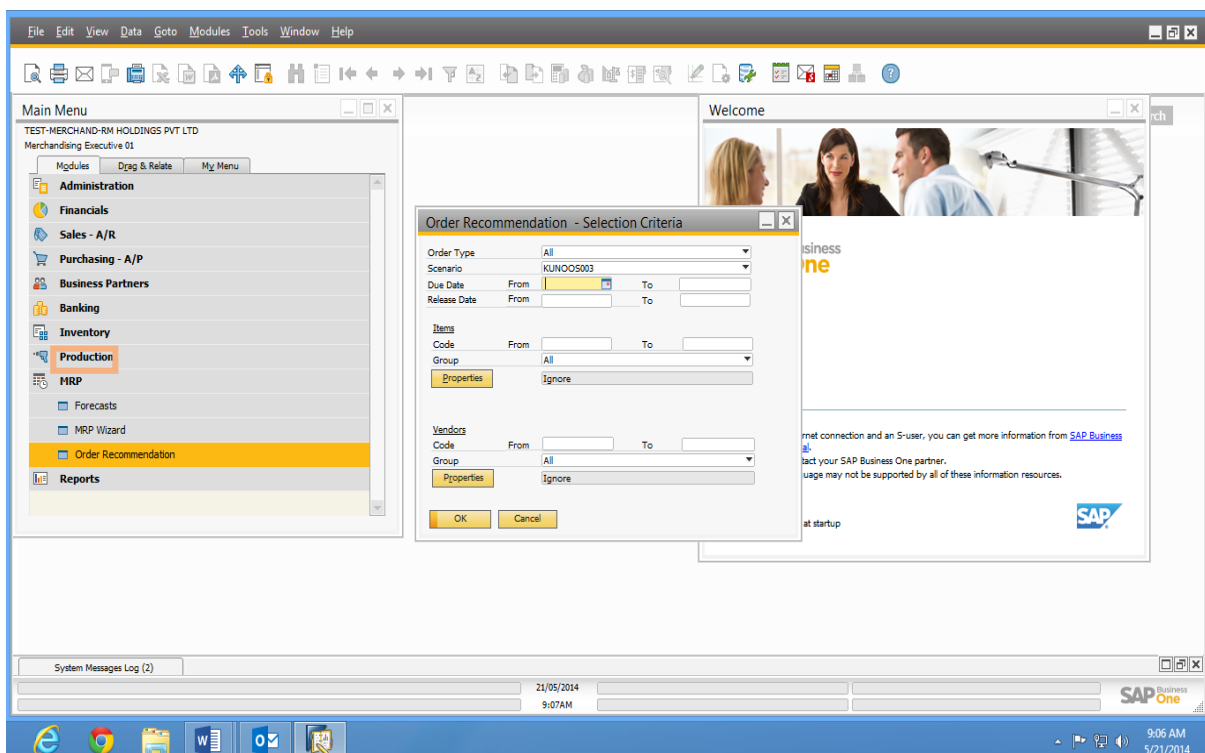 File Edit View Data Goto Modules Tools Window Help
Main Menu
TEST-MERCHAND-RM HOLDINGS PVT LTD
Merchandising Executive 01
Modules Drag & Relate My Menu
Administration
Financials
Sales - A/R
Purchasing - A/P
Business Partners
Banking
Inventory
Production
MRP
Forecasts
MRP Wizard
Order Recommendation
Reports
Order Recommendation - Selection Criteria
Order Type All
Scenario KUNOOS003
Due Date From To
Release Date From To
Items
Code From To
Group All
Properties Ignore
Vendors
Code From To
Group All
Properties Ignore
OK Cancel
Welcome
rch
siness
ne
rnet connection and an S-user, you can get more information from SAP Business
al.
tact your SAP Business One partner.
uage may not be supported by all of these information resources.
at startup
SAP
System Messages Log (2)
21/05/2014
9:07AM
SAP Business One
9:06 AM
5/21/2014